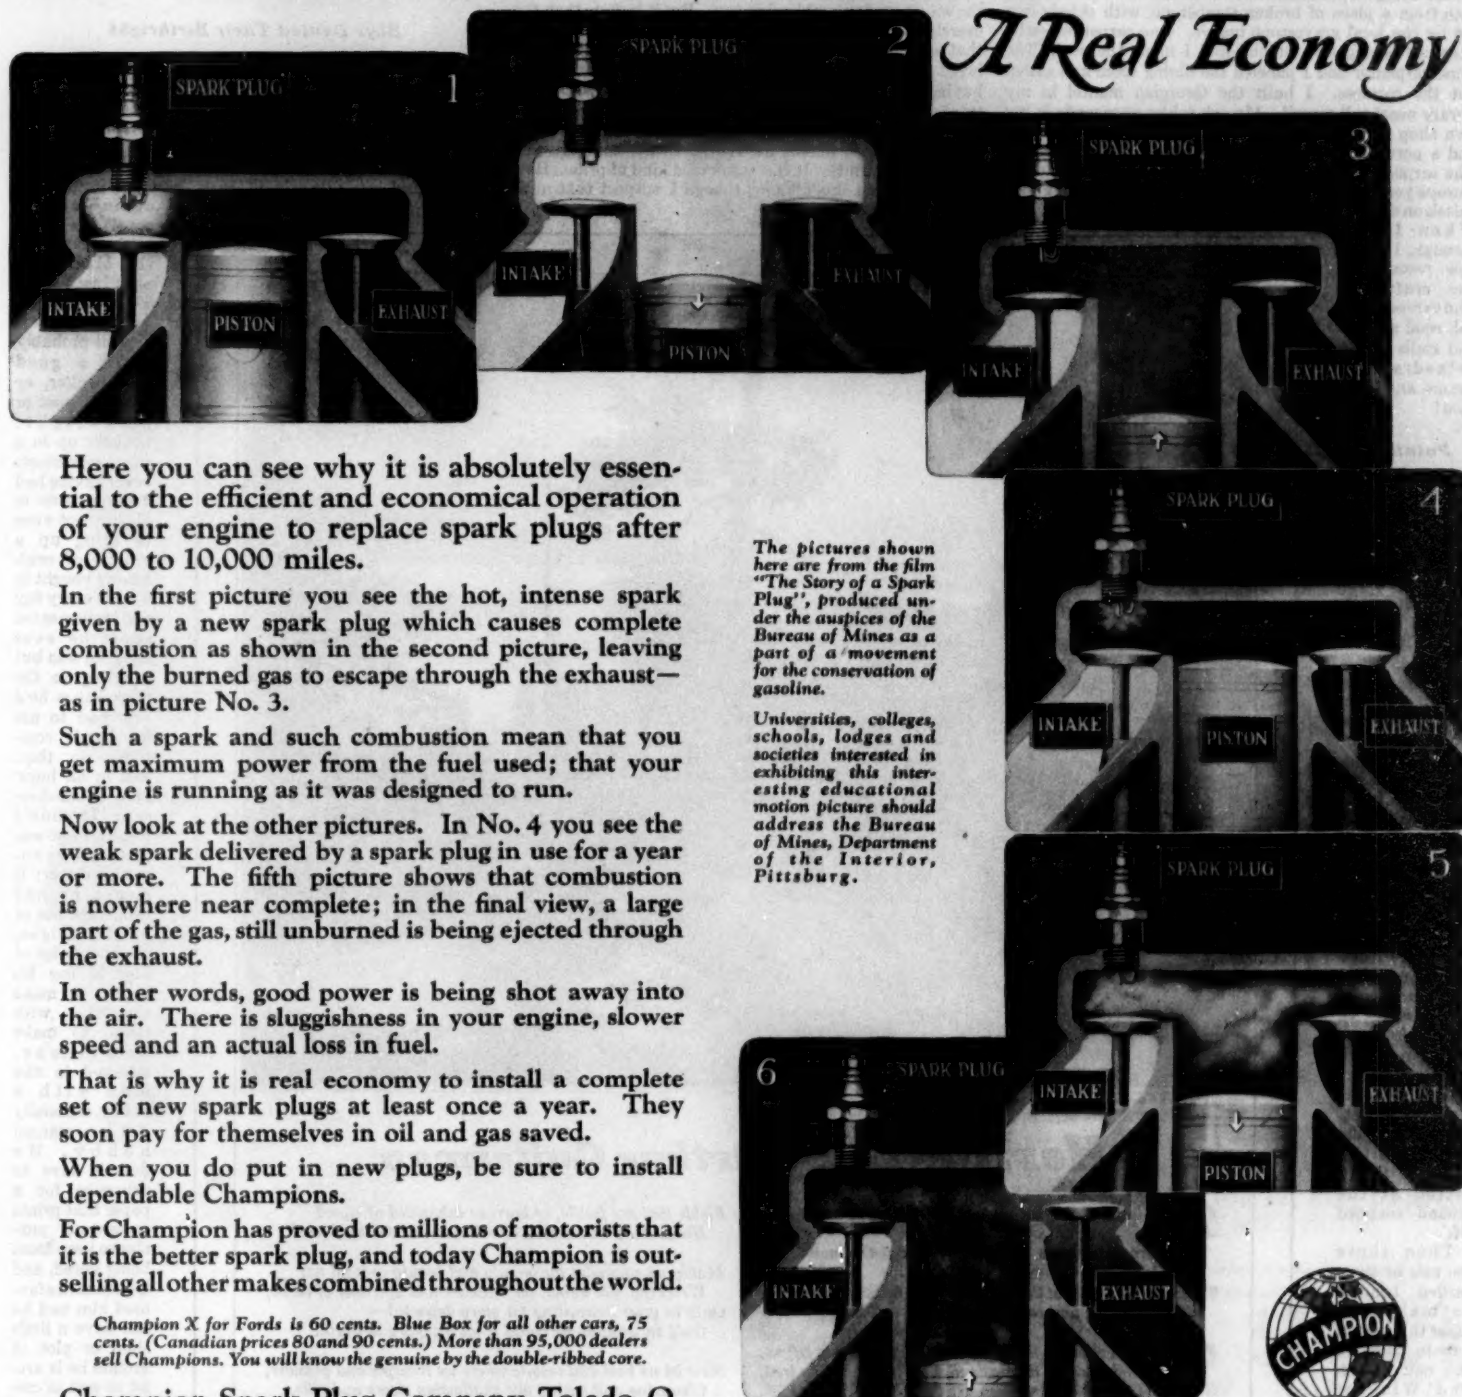 A Real Economy
SPARK PLUG
1
INTAKE
PISTON
EXHAUST
SPARK PLUG
2
INTAKE
EXHAUST
PISTON
SPARK PLUG
3
INTAKE
EXHAUST
Here you can see why it is absolutely essen-
tial to the efficient and economical operation
of your engine to replace spark plugs after
8,000 to 10,000 miles.
In the first picture you see the hot, intense spark
given by a new spark plug which causes complete
combustion as shown in the second picture, leaving
only the burned gas to escape through the exhaust—
as in picture No. 3.
Such a spark and such combustion mean that you
get maximum power from the fuel used; that your
engine is running as it was designed to run.
Now look at the other pictures. In No. 4 you see the
weak spark delivered by a spark plug in use for a year
or more. The fifth picture shows that combustion
is nowhere near complete; in the final view, a large
part of the gas, still unburned is being ejected through
the exhaust.
In other words, good power is being shot away into
the air. There is sluggishness in your engine, slower
speed and an actual loss in fuel.
That is why it is real economy to install a complete
set of new spark plugs at least once a year. They
soon pay for themselves in oil and gas saved.
When you do put in new plugs, be sure to install
dependable Champions.
For Champion has proved to millions of motorists that
it is the better spark plug, and today Champion is out-
selling all other makes combined throughout the world.
Champion X for Fords is 60 cents. Blue Box for all other cars, 75
cents. (Canadian prices 80 and 90 cents.) More than 95,000 dealers
sell Champions. You will know the genuine by the double-ribbed core.
Champion Spark Plug Company, Toledo, O.
The pictures shown
here are from the film
"The Story of a Spark
Plug", produced un-
der the auspices of the
Bureau of Mines as a
part of a movement
for the conservation of
gasoline.
Universities, colleges,
schools, lodges and
societies interested in
exhibiting this inter-
esting educational
motion picture should
address the Bureau
of Mines, Department
of the Interior,
Pittsburg.
SPARK PLUG
4
INTAKE
PISTON
EXHAUST
SPARK PLUG
5
INTAKE
EXHAUST
PISTON
6
SPARK PLUG
INTAKE
EXHAUST
CHAMPION